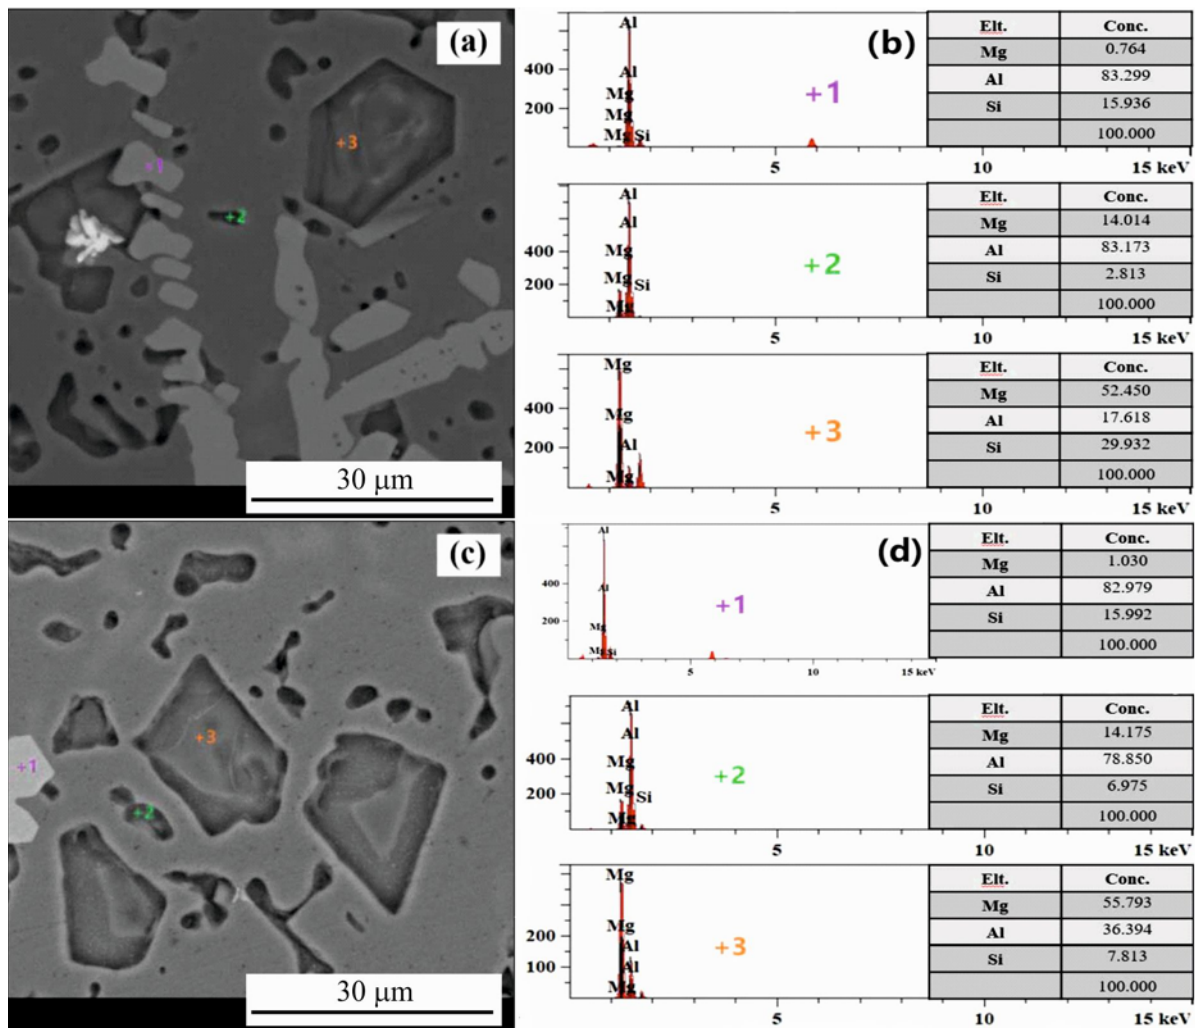 (a)
+3
+1
+2
30 μm
(b)
Al
Al
Mg
Mg
Mg Si
400
200
+1
5
10
15 keV
Elt. Conc.
Mg 0.764
Al 83.299
Si 15.936
100.000
Al
Al
Mg
Mg Si
Mg
400
200
+2
5
10
15 keV
Elt. Conc.
Mg 14.014
Al 83.173
Si 2.813
100.000
Mg
Mg
Al
Mg
400
200
+3
5
10
15 keV
Elt. Conc.
Mg 52.450
Al 17.618
Si 29.932
100.000
(c)
+3
+1
+2
30 μm
(d)
Al
Al
Mg
Mg Si
400
200
+1
5
10
15 keV
Elt. Conc.
Mg 1.030
Al 82.979
Si 15.992
100.000
Al
Al
Mg
Mg Si
Mg
400
200
+2
5
10
15 keV
Elt. Conc.
Mg 14.175
Al 78.850
Si 6.975
100.000
Mg
Mg
Al
Al
Mg
200
100
+3
5
10
15 keV
Elt. Conc.
Mg 55.793
Al 36.394
Si 7.813
100.000